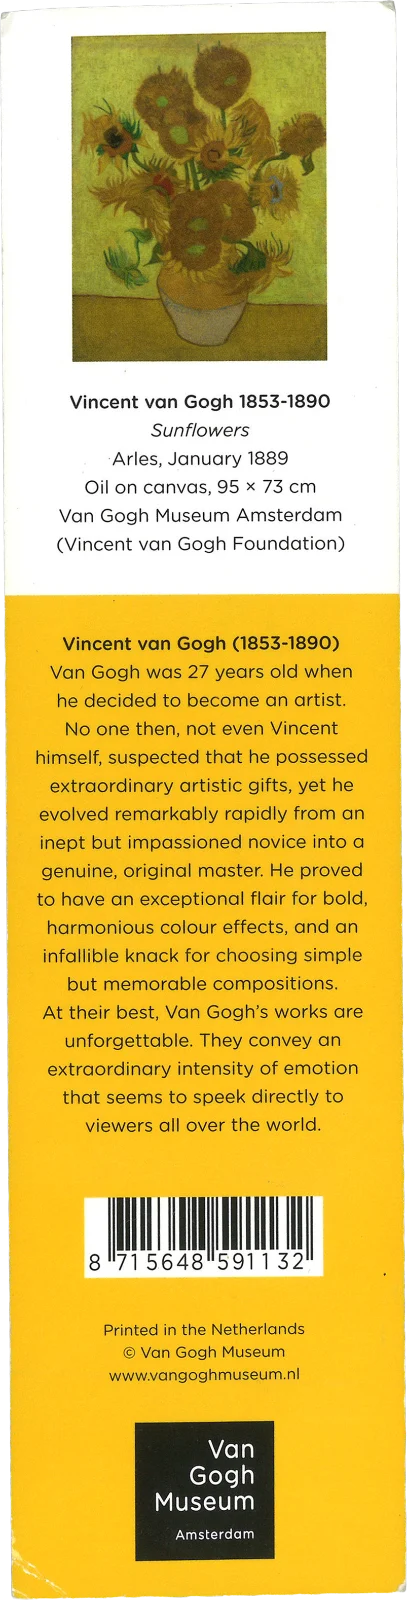 Vincent van Gogh 1853-1890
Sunflowers
Arles, January 1889
Oil on canvas, 95 × 73 cm
Van Gogh Museum Amsterdam
(Vincent van Gogh Foundation)
Vincent van Gogh (1853-1890)
Van Gogh was 27 years old when
he decided to become an artist.
No one then, not even Vincent
himself, suspected that he possessed
extraordinary artistic gifts, yet he
evolved remarkably rapidly from an
inept but impassioned novice into a
genuine, original master. He proved
to have an exceptional flair for bold,
harmonious colour effects, and an
infallible knack for choosing simple
but memorable compositions.
At their best, Van Gogh's works are
unforgettable. They convey an
extraordinary intensity of emotion
that seems to speek directly to
viewers all over the world.
8 715648 591132
Printed in the Netherlands
© Van Gogh Museum
www.vangoghmuseum.nl
Van
Gogh
Museum
Amsterdam